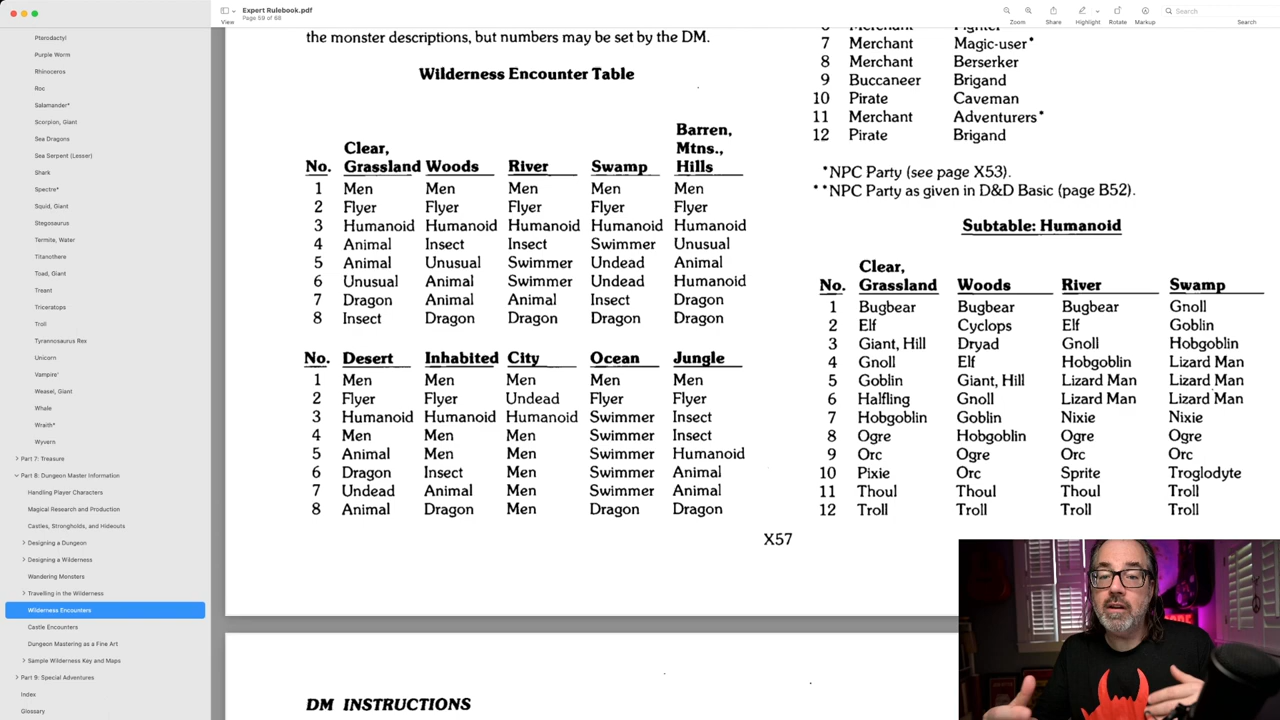 Expert Rulebook.pdf
Page 59 of 68
View
Zoom
Share
Highlight
Rotate
Markup
Search
Search
Pterodactyl
Purple Worm
Rhinoceros
Roc
Salamander*
Scorpion, Giant
Sea Dragons
Sea Serpent (Lesser)
Shark
Spectre*
Squid, Giant
Stegosaurus
Termite, Water
Titanothere
Toad, Giant
Treant
Triceratops
Troll
Tyrannosaurus Rex
Unicorn
Vampire'
Weasel, Giant
Whale
Wraith*
Wyvern
Part 7: Treasure
Part 8: Dungeon Master Information
Handling Player Characters
Magical Research and Production
Castles, Strongholds, and Hideouts
Designing a Dungeon
Designing a Wilderness
Wandering Monsters
Travelling in the Wilderness
Wilderness Encounters
Castle Encounters
Dungeon Mastering as a Fine Art
Sample Wilderness Key and Maps
Part 9: Special Adventures
Index
Glossary
the monster descriptions, but numbers may be set by the DM.
Wilderness Encounter Table
Barren,
Clear, Mtns.,
No. Grassland Woods River Swamp Hills
1 Men Men Men Men Men
2 Flyer Flyer Flyer Flyer Flyer
3 Humanoid Humanoid Humanoid Humanoid Humanoid
4 Animal Insect Insect Swimmer Unusual
5 Animal Unusual Swimmer Undead Animal
6 Unusual Animal Swimmer Undead Humanoid
7 Dragon Animal Animal Insect Dragon
8 Insect Dragon Dragon Dragon Dragon
No. Desert Inhabited City Ocean Jungle
1 Men Men Men Men Men
2 Flyer Flyer Undead Flyer Flyer
3 Humanoid Humanoid Humanoid Swimmer Insect
4 Men Men Men Swimmer Insect
5 Animal Men Men Swimmer Humanoid
6 Dragon Insect Men Swimmer Animal
7 Undead Animal Men Swimmer Animal
8 Animal Dragon Men Dragon Dragon
7 Merchant Magic-user*
8 Merchant Berserker
9 Buccaneer Brigand
10 Pirate Caveman
11 Merchant Adventurers*
12 Pirate Brigand
*NPC Party (see page X53).
**NPC Party as given in D&D Basic (page B52).
Subtable: Humanoid
Clear,
No. Grassland Woods River Swamp
1 Bugbear Bugbear Bugbear Gnoll
2 Elf Cyclops Elf Goblin
3 Giant, Hill Dryad Gnoll Hobgoblin
4 Gnoll Elf Hobgoblin Lizard Man
5 Goblin Giant, Hill Lizard Man Lizard Man
6 Halfling Gnoll Lizard Man Lizard Man
7 Hobgoblin Goblin Nixie Nixie
8 Ogre Hobgoblin Ogre Ogre
9 Orc Ogre Orc Orc
10 Pixie Orc Sprite Troglodyte
11 Thoul Thoul Thoul Troll
12 Troll Troll Troll Troll
X57
DM INSTRUCTIONS